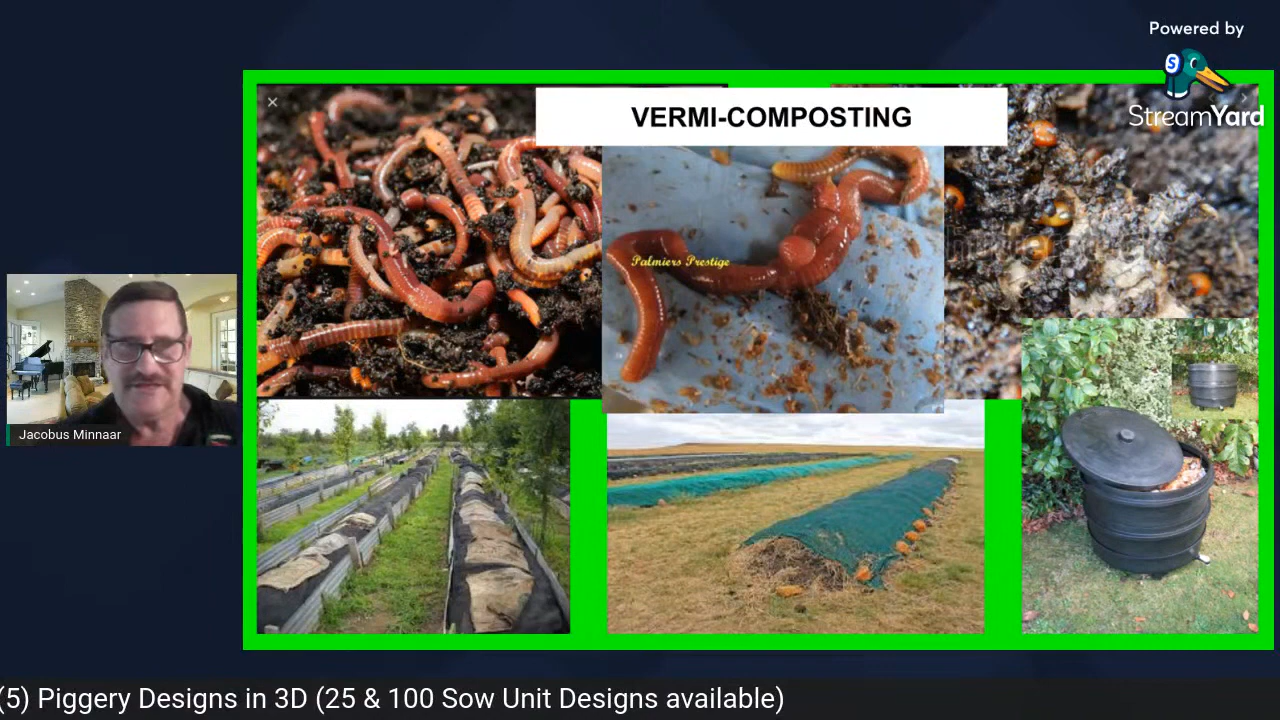 Powered by
StreamYard
VERMI-COMPOSTING
Palmiers Prestige
Jacobus Minnaar
(5) Piggery Designs in 3D (25 & 100 Sow Unit Designs available)